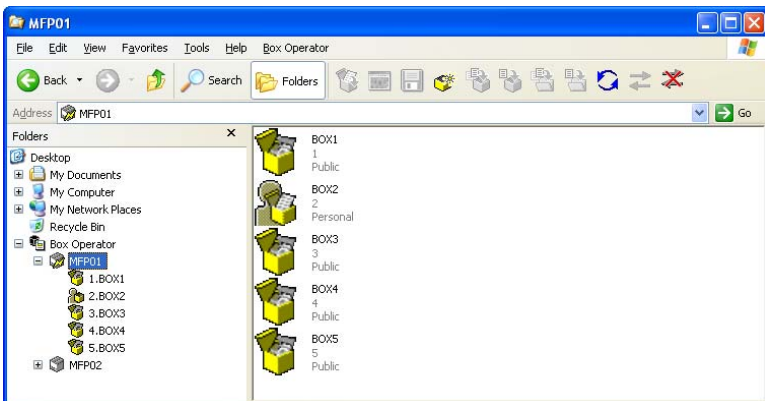 MFP01
File Edit View Favorites Tools Help Box Operator
Back Search Folders
Address MFP01 Go
Folders x
Desktop
My Documents
My Computer
My Network Places
Recycle Bin
Box Operator
MFP01
1.BOX1
2.BOX2
3.BOX3
4.BOX4
5.BOX5
MFP02
BOX1
1
Public
BOX2
2
Personal
BOX3
3
Public
BOX4
4
Public
BOX5
5
Public